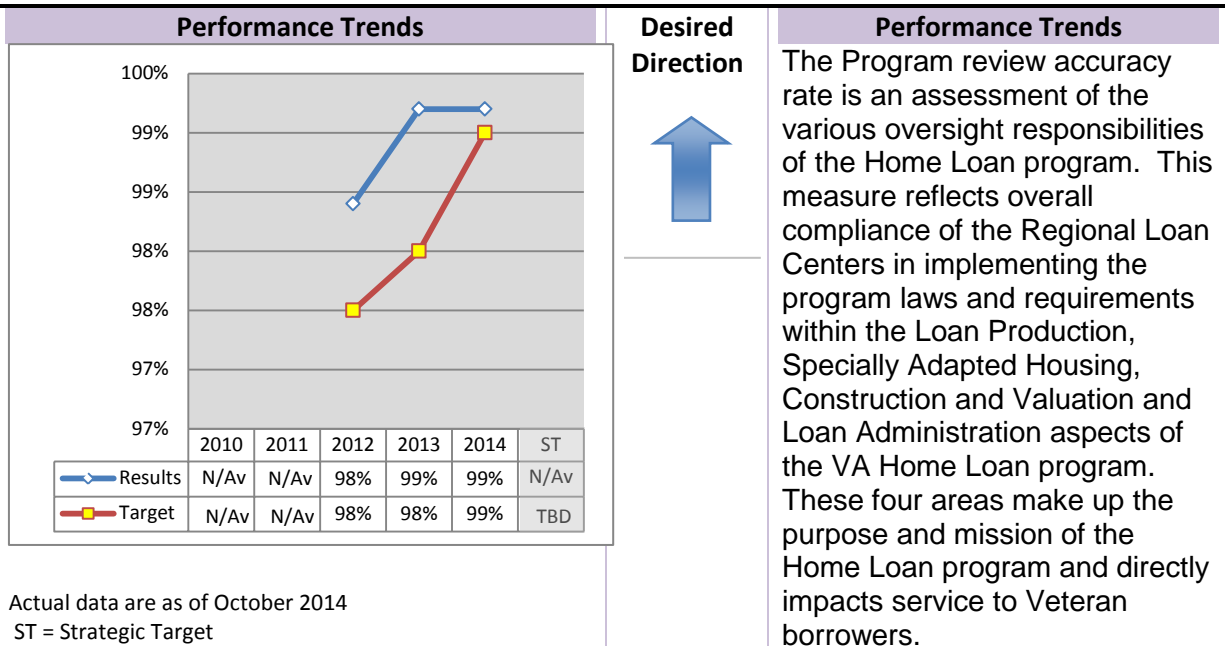 Performance Trends
100%
99%
99%
98%
98%
97%
97%
2010 2011 2012 2013 2014 ST
Results N/Av N/Av 98% 99% 99% N/Av
Target N/Av N/Av 98% 98% 99% TBD
Actual data are as of October 2014
ST = Strategic Target
Desired
Direction
Performance Trends
The Program review accuracy
rate is an assessment of the
various oversight responsibilities
of the Home Loan program. This
measure reflects overall
compliance of the Regional Loan
Centers in implementing the
program laws and requirements
within the Loan Production,
Specially Adapted Housing,
Construction and Valuation and
Loan Administration aspects of
the VA Home Loan program.
These four areas make up the
purpose and mission of the
Home Loan program and directly
impacts service to Veteran
borrowers.